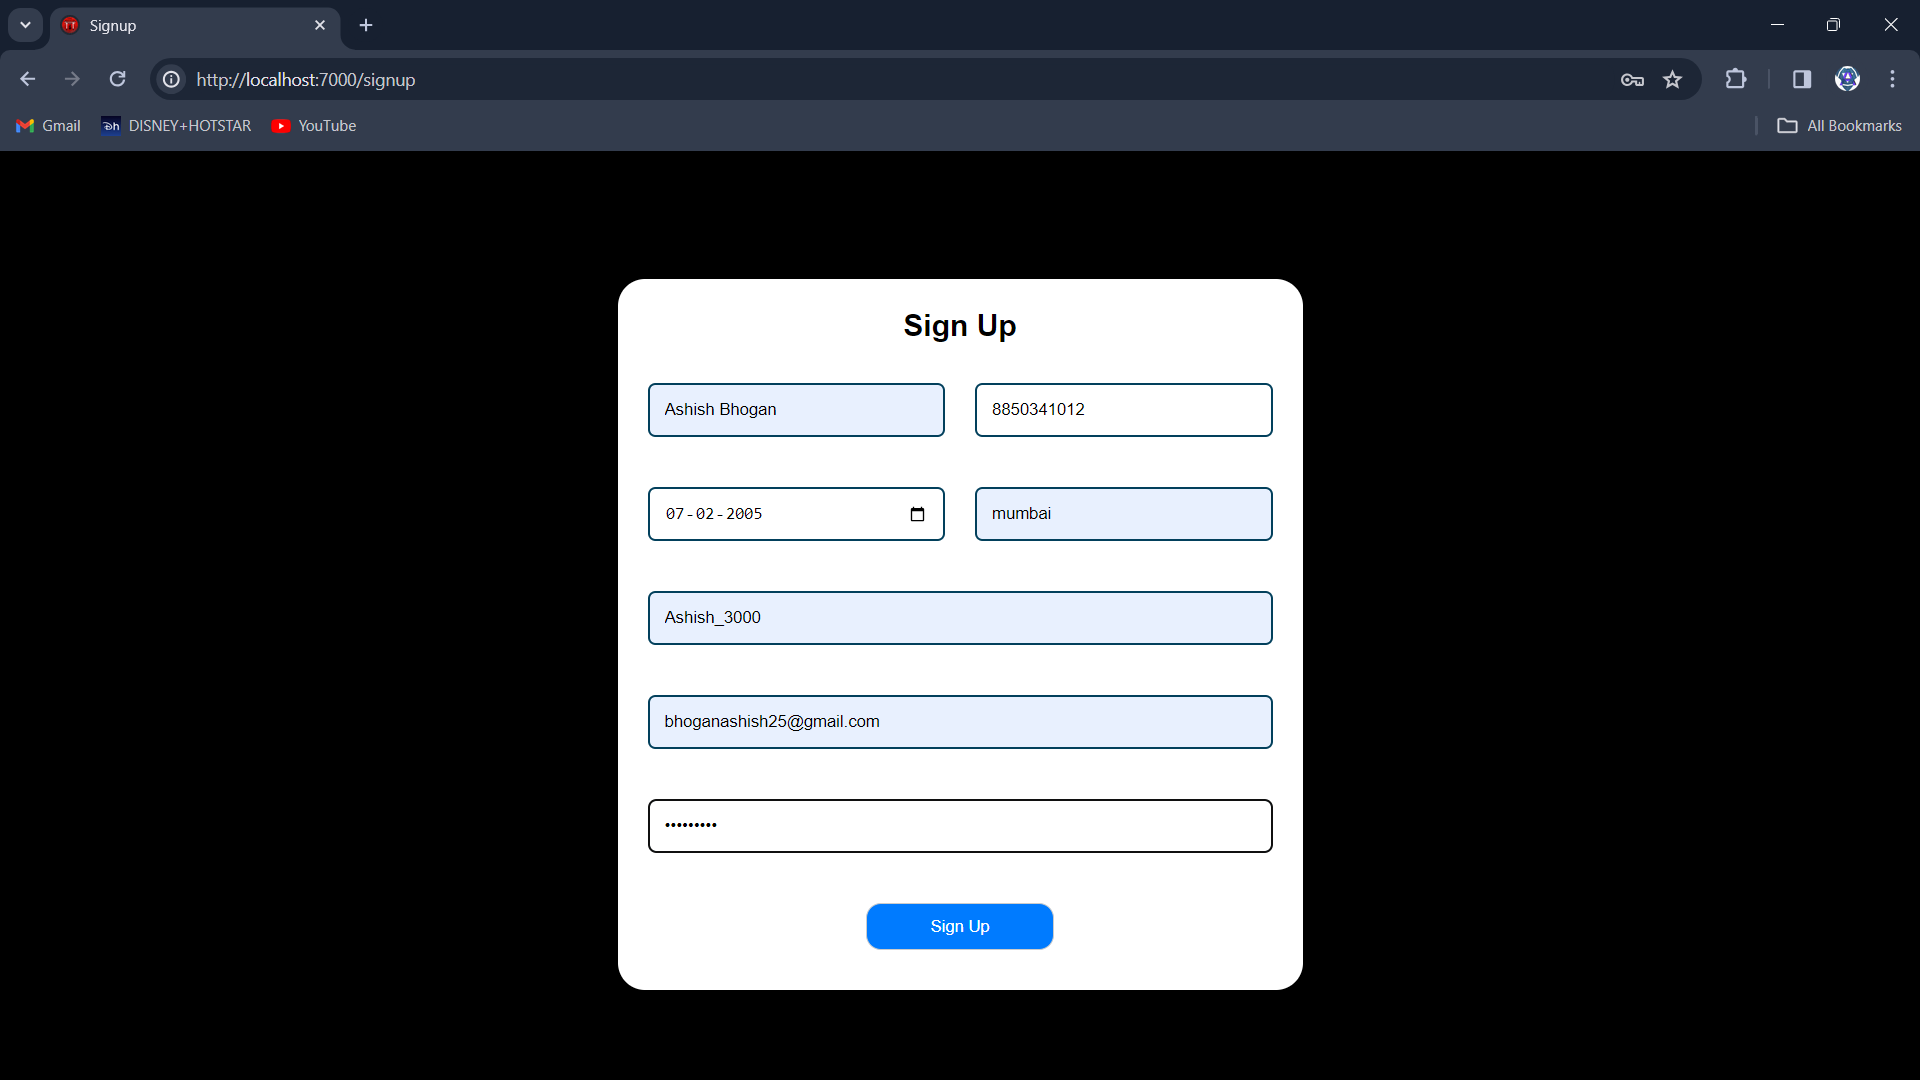 Signup
http://localhost:7000/signup
Gmail
DISNEY+HOTSTAR
YouTube
All Bookmarks
Sign Up
Ashish Bhogan
8850341012
07-02-2005
mumbai
Ashish_3000
bhoganashish25@gmail.com
•••••••••
Sign Up